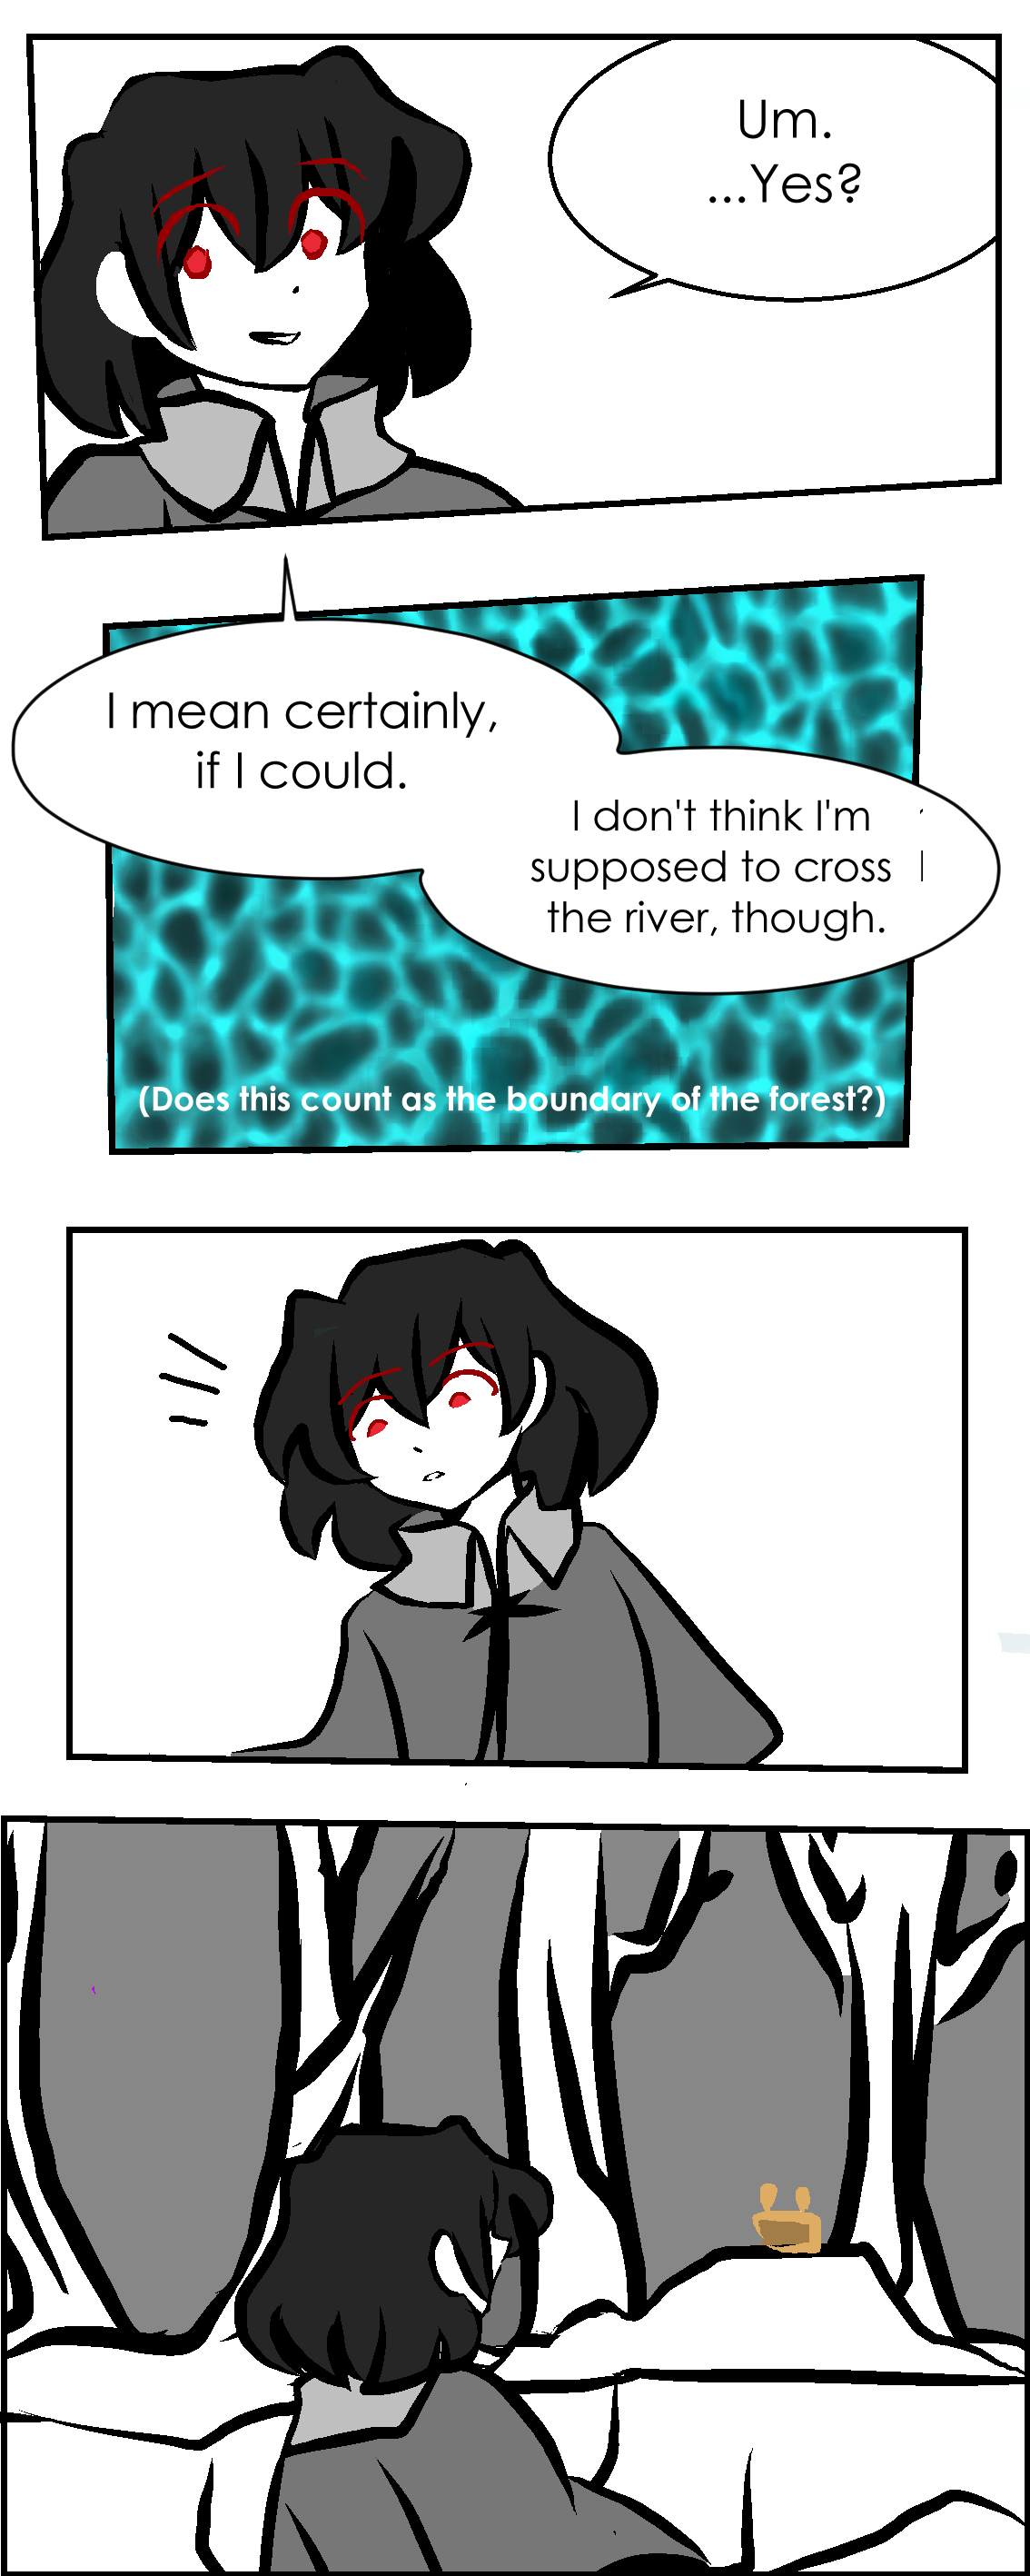 Um.
...Yes?
I mean certainly,
if I could.
I don't think I'm
supposed to cross
the river, though.
(Does this count as the boundary of the forest?)